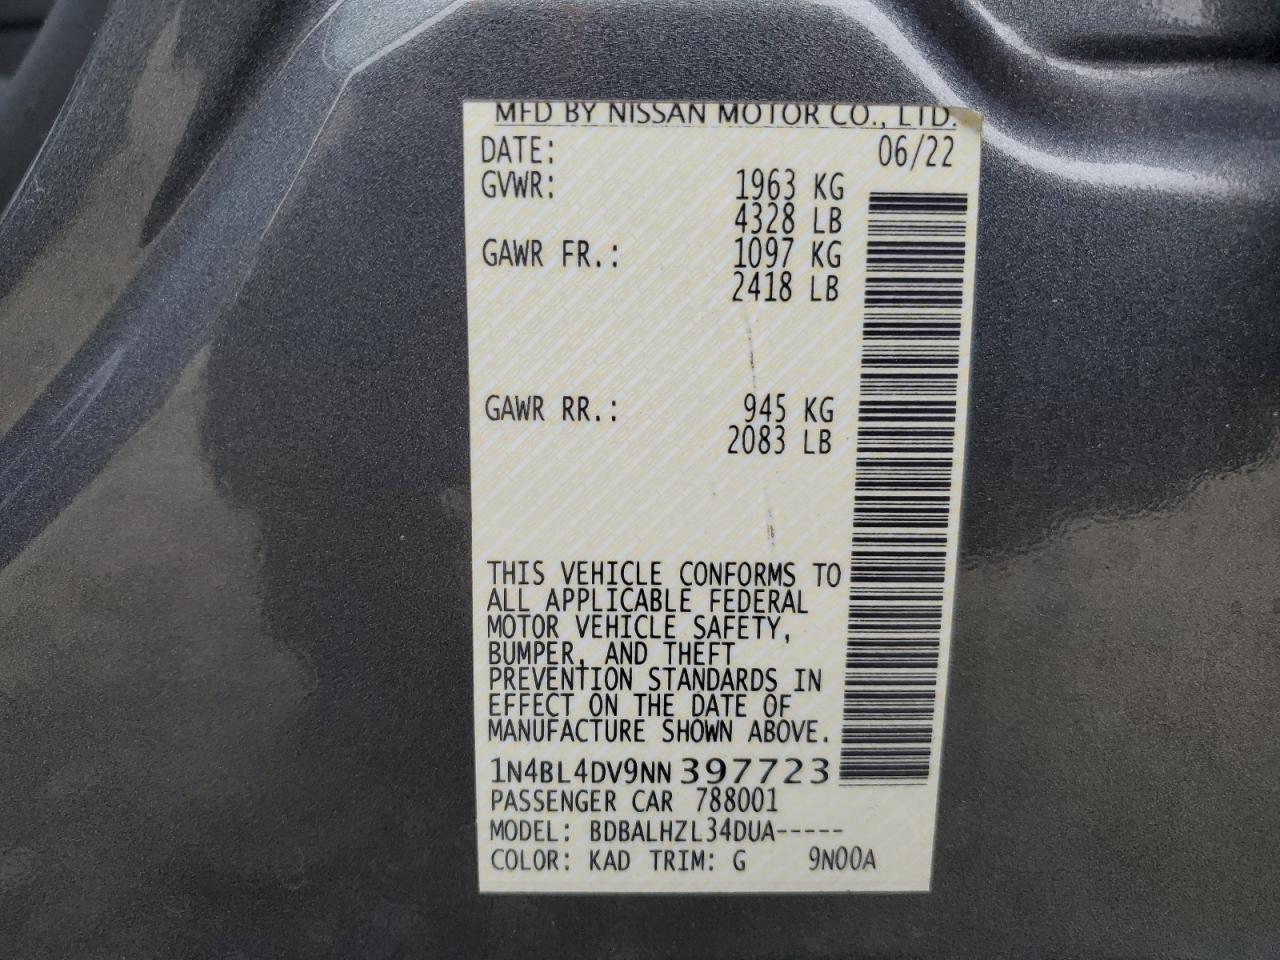 MFD BY NISSAN MOTOR CO., LTD.
DATE: 06/22
GVWR: 1963 KG
4328 LB
GAWR FR.: 1097 KG
2418 LB
GAWR RR.: 945 KG
2083 LB
THIS VEHICLE CONFORMS TO
ALL APPLICABLE FEDERAL
MOTOR VEHICLE SAFETY,
BUMPER, AND THEFT
PREVENTION STANDARDS IN
EFFECT ON THE DATE OF
MANUFACTURE SHOWN ABOVE.
1N4BL4DV9NN397723
PASSENGER CAR 788001
MODEL: BDBALHZL34DUA-----
COLOR: KAD TRIM: G 9N00A